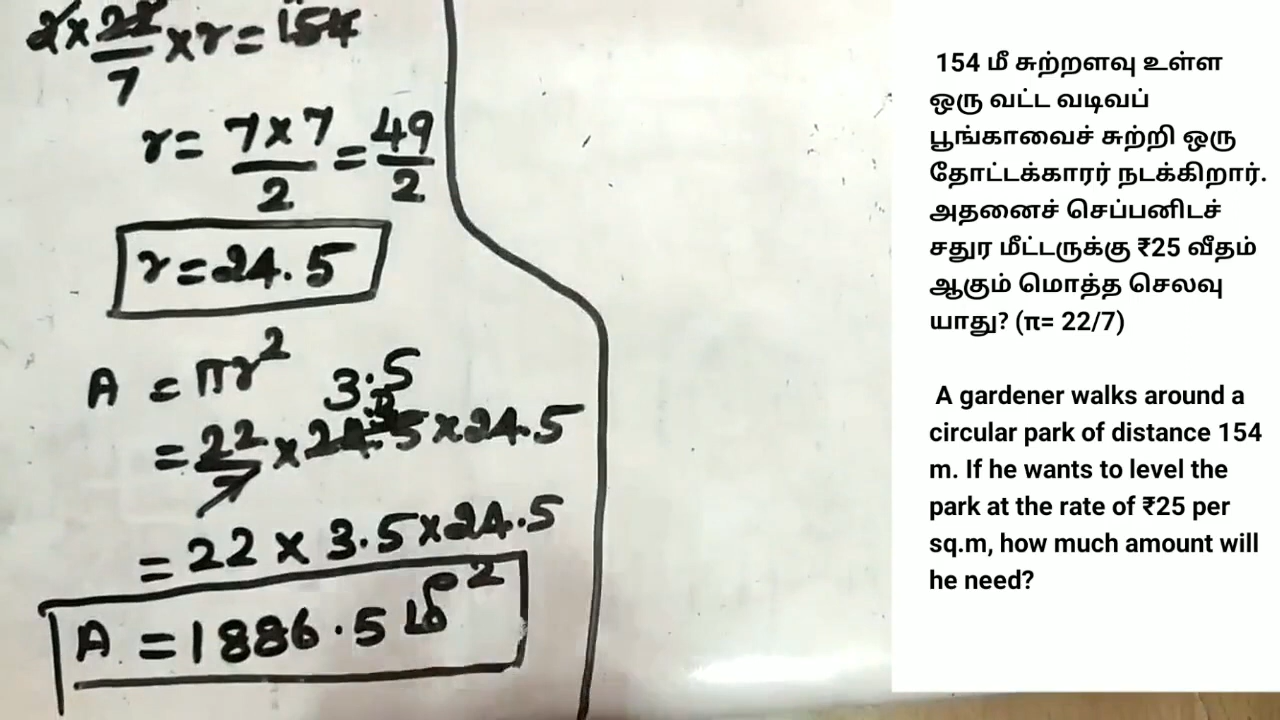 2 × 22/7 × r = 154
r = 7 × 7/2 = 49/2
r = 24.5
A = πr²
3.5
= 22/7 × 24.5 × 24.5
= 22 × 3.5 × 24.5
A = 1886.5 மீ²
154 மீ சுற்றளவு உள்ள
ஒரு வட்ட வடிவப்
பூங்காவைச் சுற்றி ஒரு
தோட்டக்காரர் நடக்கிறார்.
அதனைச் செப்பனிடச்
சதுர மீட்டருக்கு ₹25 வீதம்
ஆகும் மொத்த செலவு
யாது? (π= 22/7)
A gardener walks around a
circular park of distance 154
m. If he wants to level the
park at the rate of ₹25 per
sq.m, how much amount will
he need?